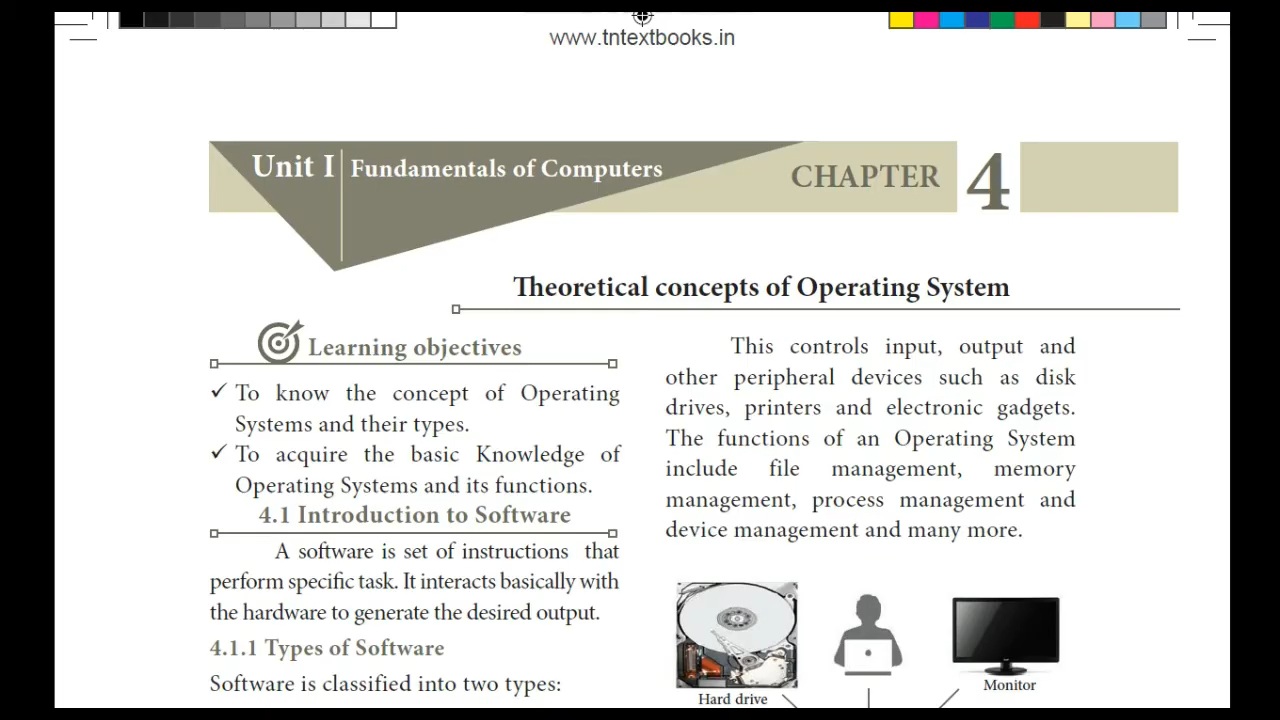 www.tntextbooks.in
Unit I
Fundamentals of Computers
CHAPTER
4
Theoretical concepts of Operating System
Learning objectives
✓ To know the concept of Operating
Systems and their types.
✓ To acquire the basic Knowledge of
Operating Systems and its functions.
4.1 Introduction to Software
A software is set of instructions that
perform specific task. It interacts basically with
the hardware to generate the desired output.
4.1.1 Types of Software
Software is classified into two types:
This controls input, output and
other peripheral devices such as disk
drives, printers and electronic gadgets.
The functions of an Operating System
include file management, memory
management, process management and
device management and many more.
Hard drive
Monitor